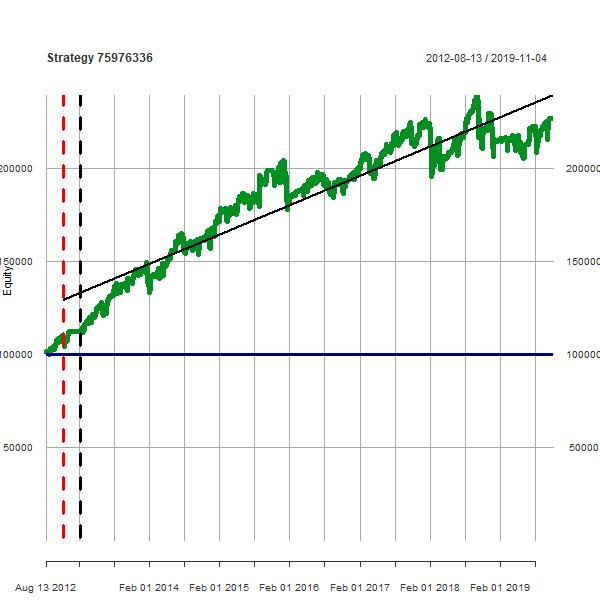 Strategy 75976336 2012-08-13 / 2019-11-04
200000 200000
150000 150000
Equity
100000 100000
50000 50000
Aug 13 2012 Feb 01 2014 Feb 01 2015 Feb 01 2016 Feb 01 2017 Feb 01 2018 Feb 01 2019